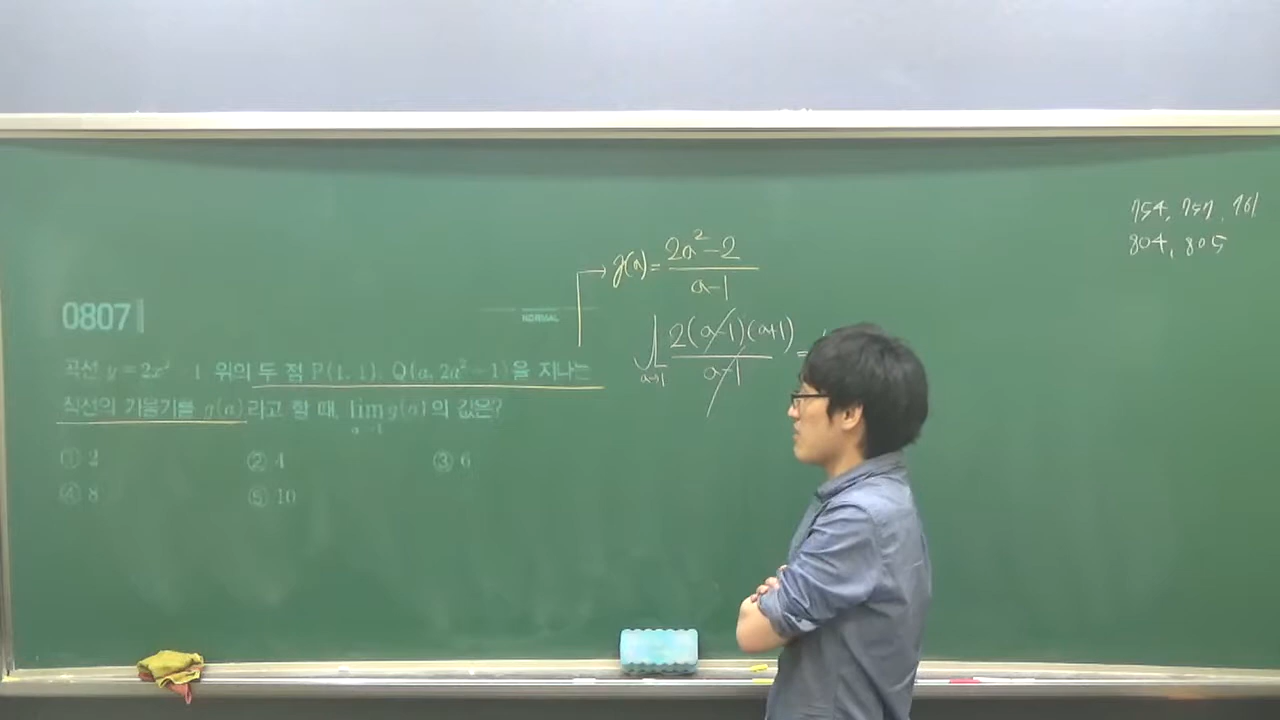 0807
NORMAL
곡선 y = 2x² - 1 위의 두 점 P(1, 1), Q(a, 2a² - 1)을 지나는
직선의 기울기를 g(a)라고 할 때, lim g(a)의 값은?
a→1
① 2 ② 4 ③ 6
④ 8 ⑤ 10
g(a) = 2a² - 2
a-1
2(a-1)(a+1) =
a→1 a-1
754, 757, 761
804, 805